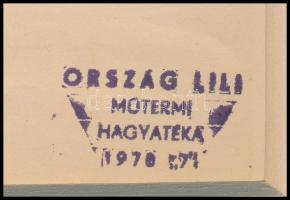 ORSZÁG LILI
MŰTERMI
HAGYATÉKA
1978